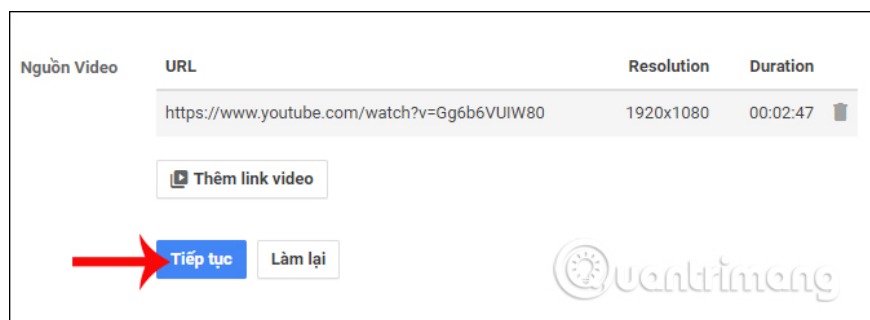 Nguồn Video URL Resolution Duration
https://www.youtube.com/watch?v=Gg6b6VUIW80 1920x1080 00:02:47
Thêm link video
Tiếp tục Làm lại
Quantrimang